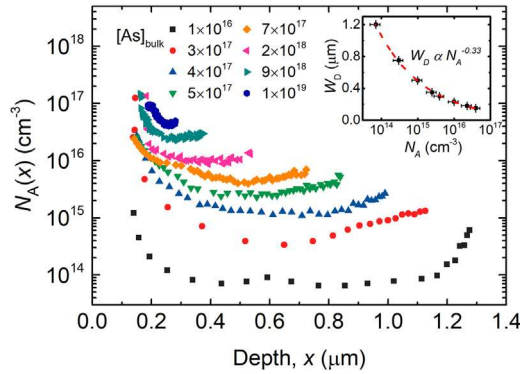 [As]bulk
1×10^16
3×10^17
4×10^17
5×10^17
7×10^17
2×10^18
9×10^18
1×10^19
10^18
10^17
10^16
10^15
10^14
N_A(x) (cm^-3)
0.0 0.2 0.4 0.6 0.8 1.0 1.2 1.4
Depth, x (μm)
1.2
0.8
0.4
0.0
W_D (μm)
W_D α N_A^-0.33
10^14 10^15 10^16 10^17
N_A (cm^-3)